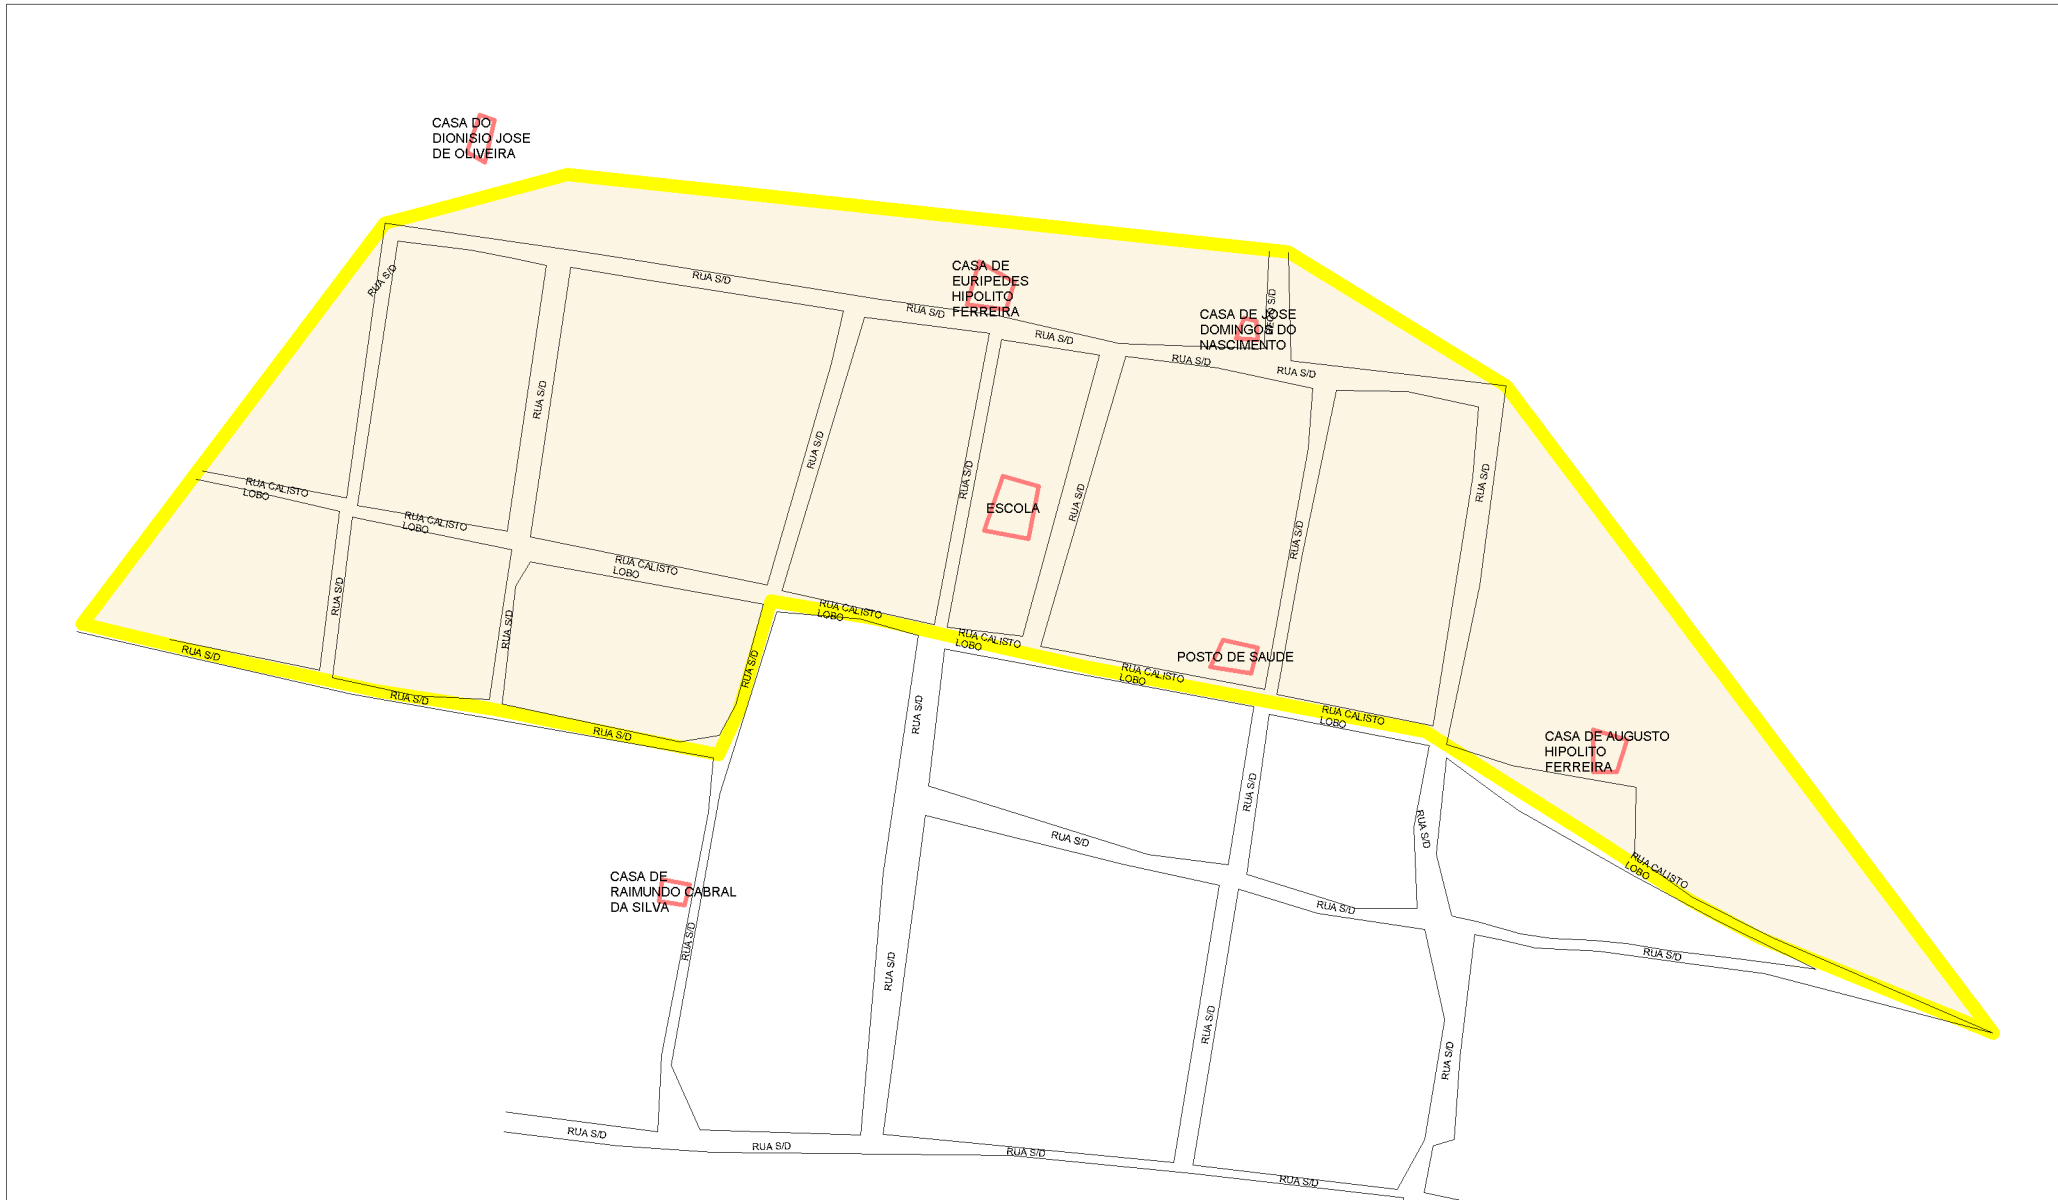 CASA DO
DIONISIO JOSE
DE OLIVEIRA
CASA DE
EURIPEDES
HIPOLITO
FERREIRA
RUA S/D
RUA S/D
RUA S/D
RUA S/D
CASA DE JOSE
DOMINGOS DO
NASCIMENTO
S/D
RUA S/D
RUA S/D
RUA S/D
RUA S/D
RUA S/D
RUA S/D
RUA S/D
RUA S/D
RUA S/D
ESCOLA
RUA CALISTO
LOBO
RUA CALISTO
LOBO
RUA CALISTO
LOBO
RUA S/D
RUA S/D
RUA CALISTO
LOBO
RUA CALISTO
LOBO
POSTO DE SAUDE
RUA CALISTO
LOBO
RUA CALISTO
LOBO
RUA S/D
RUA S/D
RUA S/D
RUA S/D
RUA S/D
CASA DE AUGUSTO
HIPOLITO
FERREIRA
RUA S/D
RUA S/D
RUA S/D
RUA CALISTO
LOBO
CASA DE
RAIMUNDO CABRAL
DA SILVA
RUA S/D
RUA S/D
RUA S/D
RUA S/D
RUA S/D
RUA S/D
RUA S/D
RUA S/D
RUA S/D
RUA S/D